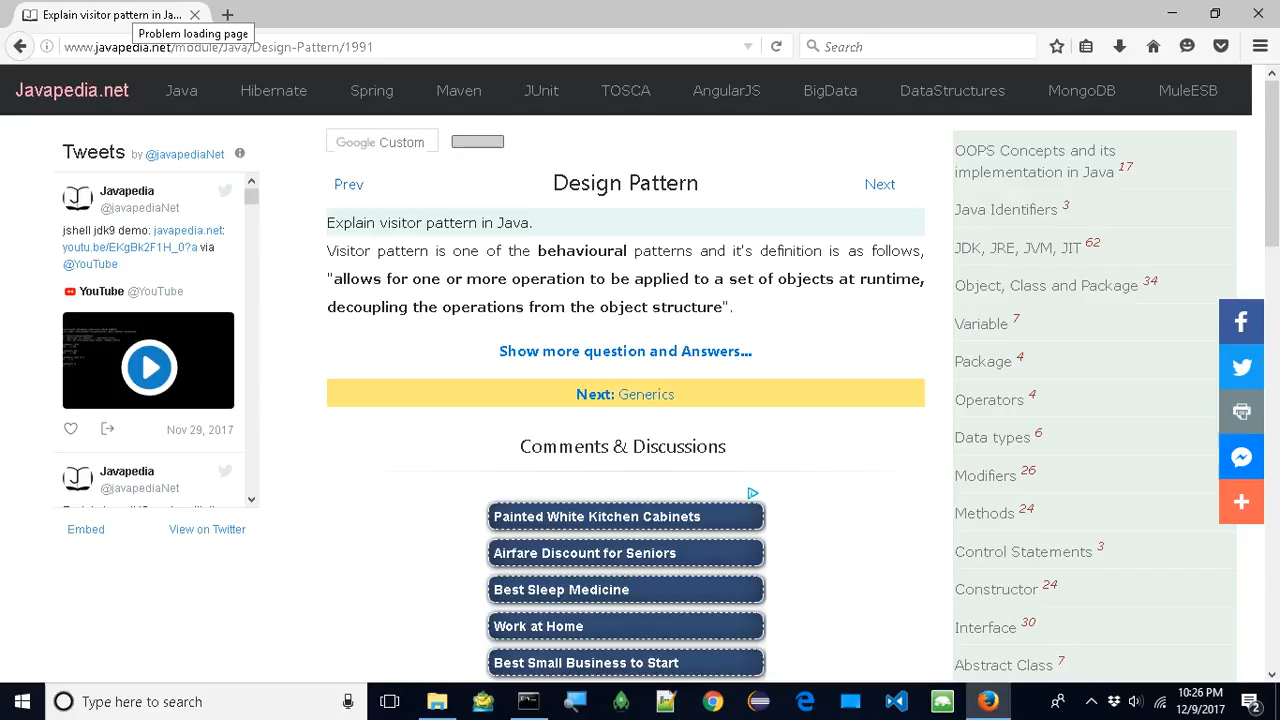 Explain visitor pattern in Ja...
Problem loading page
www.javapedia.net/module/Java/Design-Pattern/1991
Search
Javapedia.net Java Hibernate Spring Maven JUnit TOSCA AngularJS BigData DataStructures MongoDB MuleESB
Tweets by @javapediaNet
Javapedia
@javapediaNet
jshell jdk9 demo: javapedia.net:
youtu.be/EKgBk2F1H_0?a via
@YouTube
YouTube @YouTube
Nov 29, 2017
Javapedia
@javapediaNet
Embed View on Twitter
Google Custom
Prev Design Pattern Next
Explain visitor pattern in Java.
Visitor pattern is one of the behavioural patterns and it's definition is as follows,
"allows for one or more operation to be applied to a set of objects at runtime,
decoupling the operations from the object structure".
Show more question and Answers...
Next: Generics
Comments & Discussions
Painted White Kitchen Cabinets
Airfare Discount for Seniors
Best Sleep Medicine
Work at Home
Best Small Business to Start
OOPS Concepts and its
implementation in Java 17
Java Identifiers 3
JDK, JRE, JVM, JIT 62
Object, Class and Package 34
Variable 7
Package 4
Operators 4
Data types 6
Modifiers 26
Methods 24
Control Statements 3
Constructor 24
Interface 30
Abstract Class 7
Type here to search
10:26 PM
12/9/2017
2